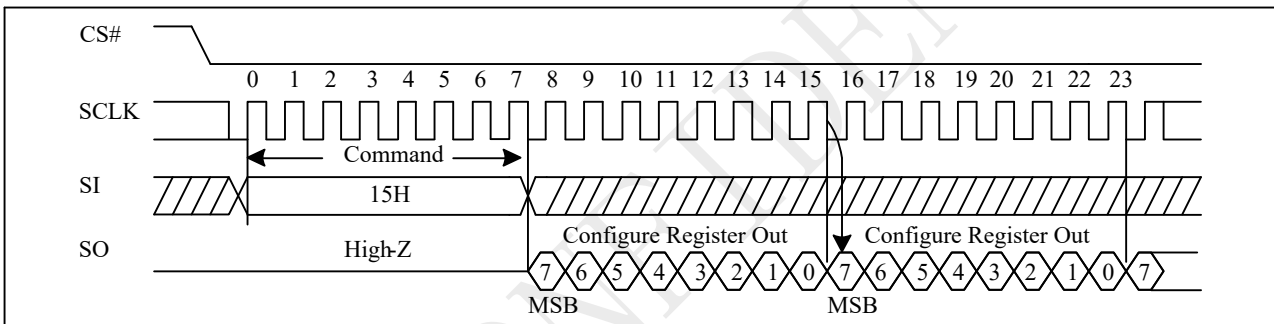 CS#
0 1 2 3 4 5 6 7 8 9 10 11 12 13 14 15 16 17 18 19 20 21 22 23
SCLK
Command
SI
15H
SO
High-Z
Configure Register Out
Configure Register Out
7 6 5 4 3 2 1 0 7 6 5 4 3 2 1 0 7
MSB
MSB